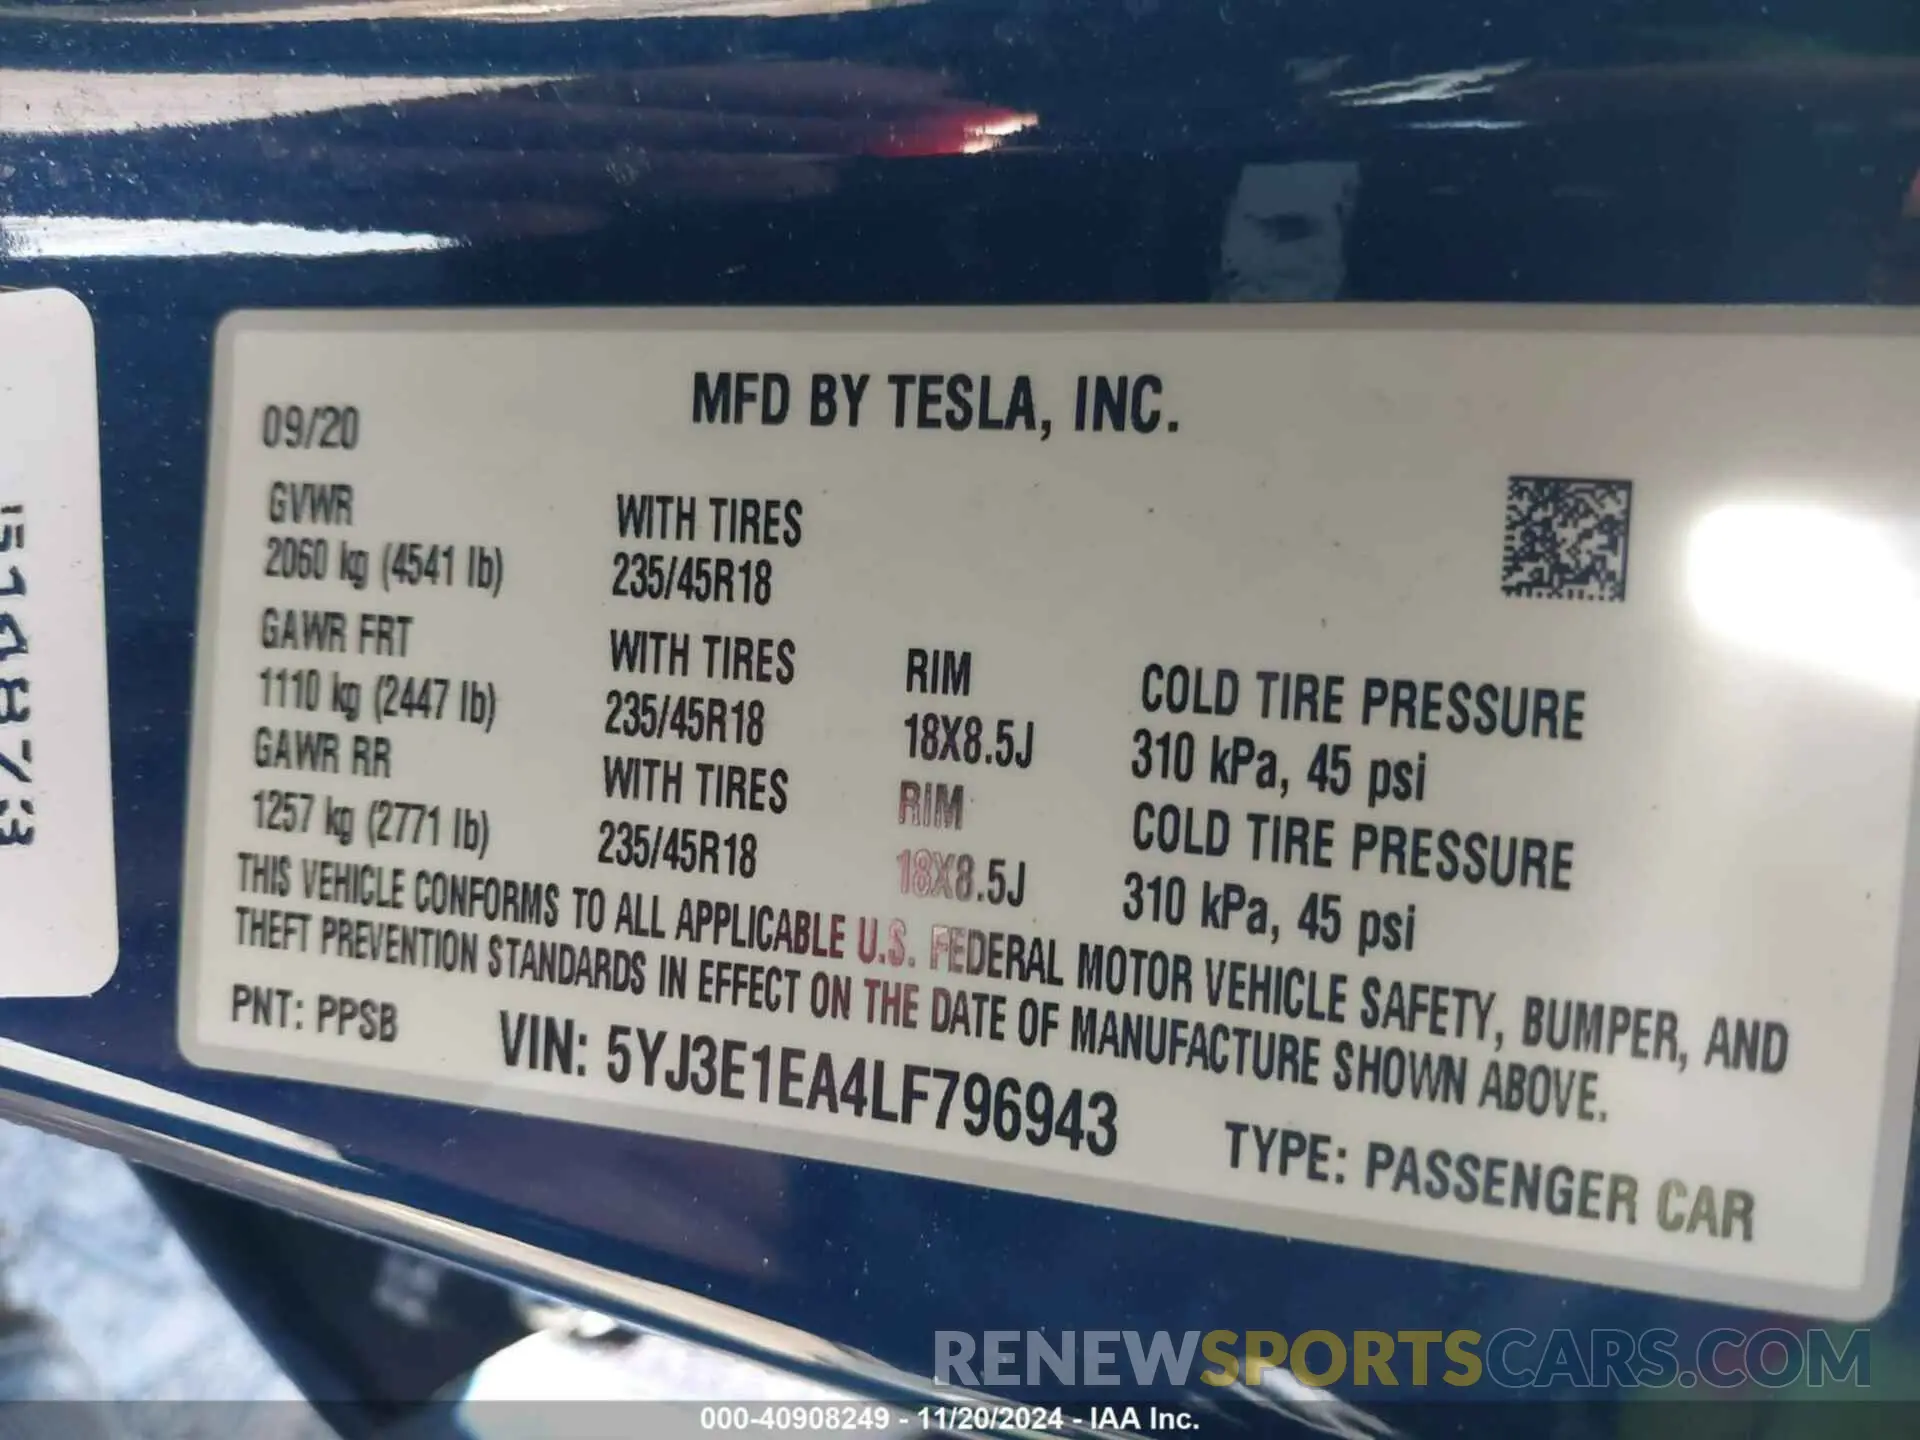 MFD BY TESLA, INC.
09/20
GVWR
2060 kg (4541 lb)
WITH TIRES
235/45R18
GAWR FRT
1110 kg (2447 lb)
WITH TIRES
235/45R18
RIM
18X8.5J
COLD TIRE PRESSURE
310 kPa, 45 psi
GAWR RR
1257 kg (2771 lb)
WITH TIRES
235/45R18
RIM
18X8.5J
COLD TIRE PRESSURE
310 kPa, 45 psi
THIS VEHICLE CONFORMS TO ALL APPLICABLE U.S. FEDERAL MOTOR VEHICLE SAFETY, BUMPER, AND
THEFT PREVENTION STANDARDS IN EFFECT ON THE DATE OF MANUFACTURE SHOWN ABOVE.
PNT: PPSB
VIN: 5YJ3E1EA4LF796943
TYPE: PASSENGER CAR
RENEWSPORTSCARS.COM
000-40908249 - 11/20/2024 - IAA Inc.